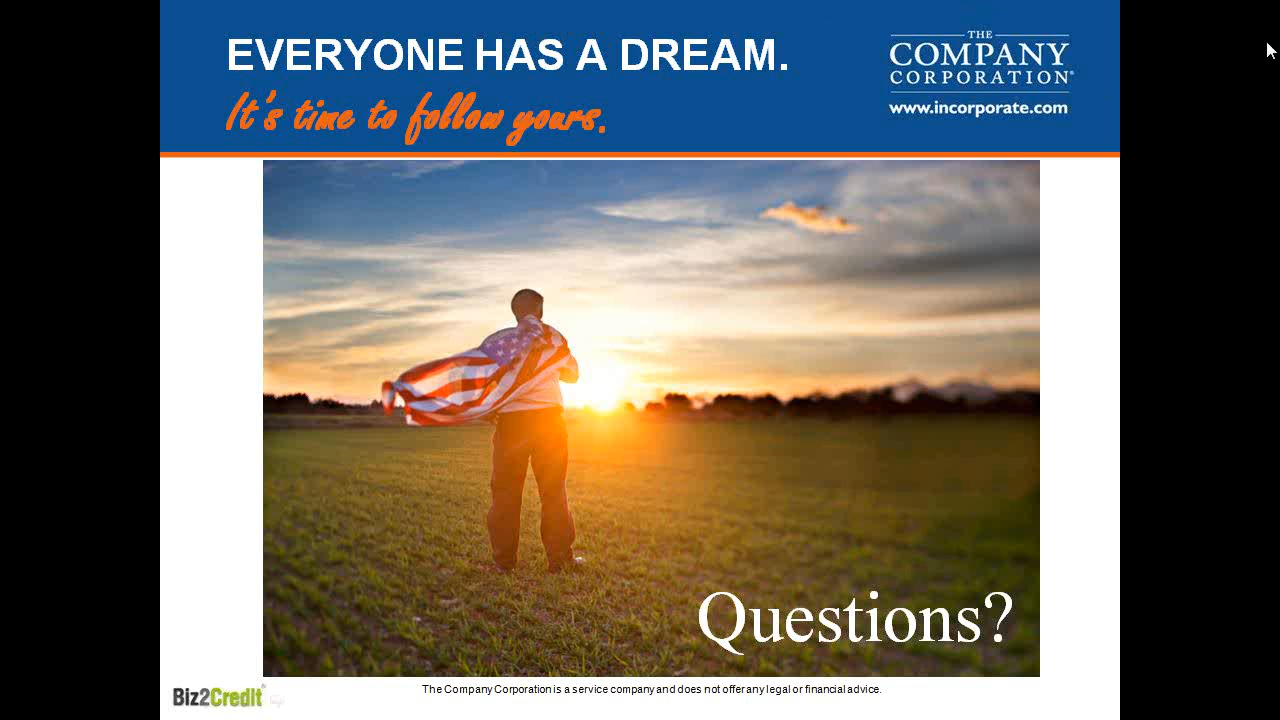 EVERYONE HAS A DREAM.
It's time to follow yours.
THE
COMPANY
CORPORATION®
www.incorporate.com
Questions?
Biz2Credit®
The Company Corporation is a service company and does not offer any legal or financial advice.